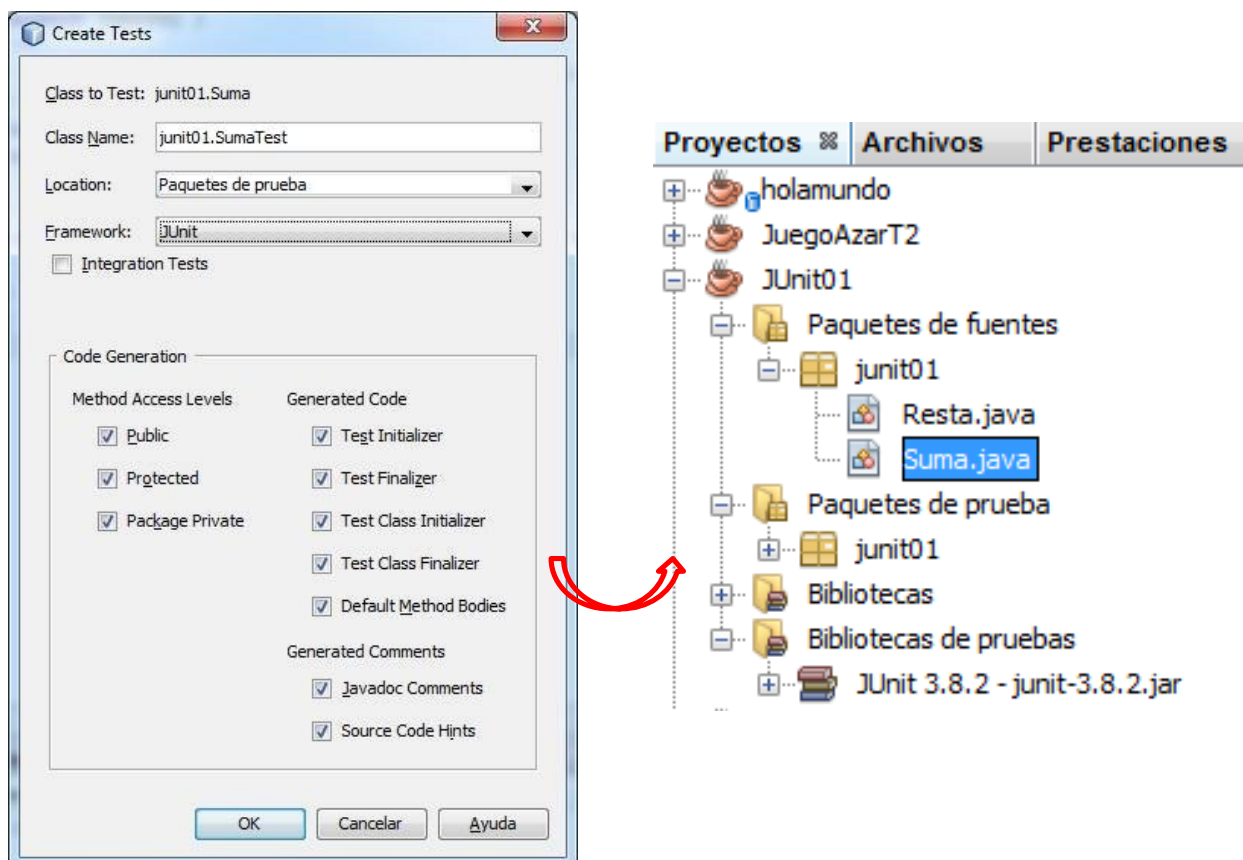 Create Tests
Class to Test: junit01.Suma
Class Name: junit01.SumaTest
Location: Paquetes de prueba
Framework: JUnit
Integration Tests
Code Generation
Method Access Levels Generated Code
Public Test Initializer
Protected Test Finalizer
Package Private Test Class Initializer
Test Class Finalizer
Default Method Bodies
Generated Comments
Javadoc Comments
Source Code Hints
OK Cancelar Ayuda
Proyectos Archivos Prestaciones
holamundo
JuegoAzarT2
JUnit01
Paquetes de fuentes
junit01
Resta.java
Suma.java
Paquetes de prueba
junit01
Bibliotecas
Bibliotecas de pruebas
JUnit 3.8.2 - junit-3.8.2.jar